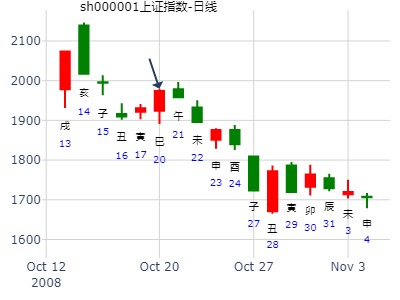 sh000001上证指数-日线
2100
2000
1900
1800
1700
1600
戌
13
亥
14
子
15
丑
16
寅
17
巳
20
午
21
未
22
申
23
酉
24
子
27
丑
28
寅
29
卯
30
辰
31
未
3
申
4
Oct 12
2008
Oct 20
Oct 27
Nov 3